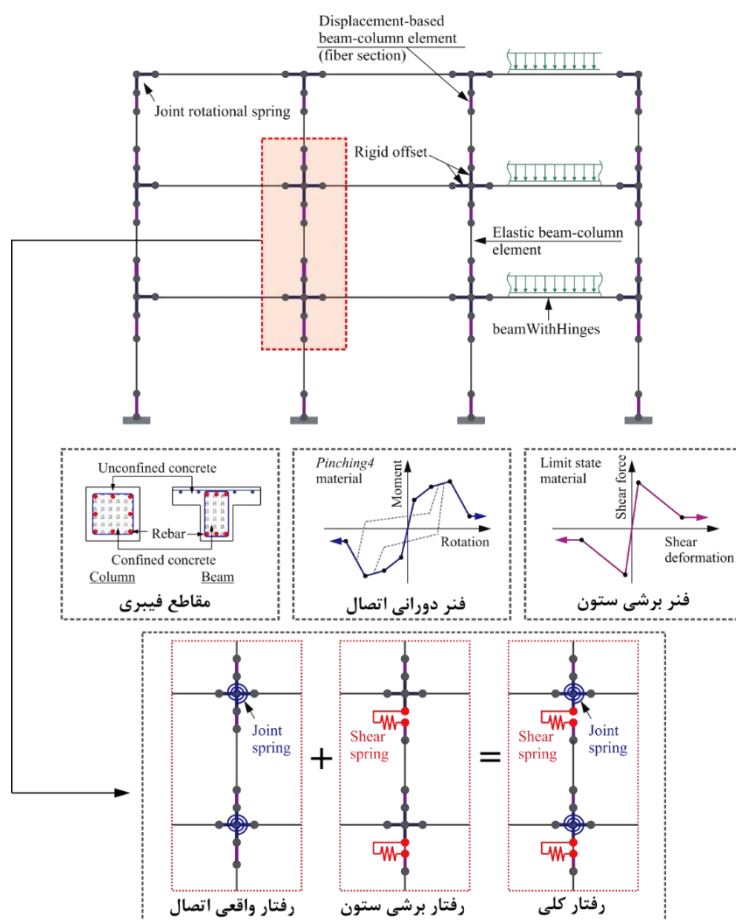 Displacement-based
beam-column element
(fiber section)
Joint rotational spring
Rigid offset
Elastic beam-column
element
beamWithHinges
Unconfined concrete
Rebar
Confined concrete
Column
Beam
مقاطع فیبری
Pinching4
material
Moment
Rotation
فنر دورانی اتصال
Limit state
material
Shear force
Shear
deformation
فنر برشی ستون
Joint
spring
+
Shear
spring
=
Shear
spring
Joint
spring
رفتار واقعی اتصال
رفتار برشی ستون
رفتار کلی